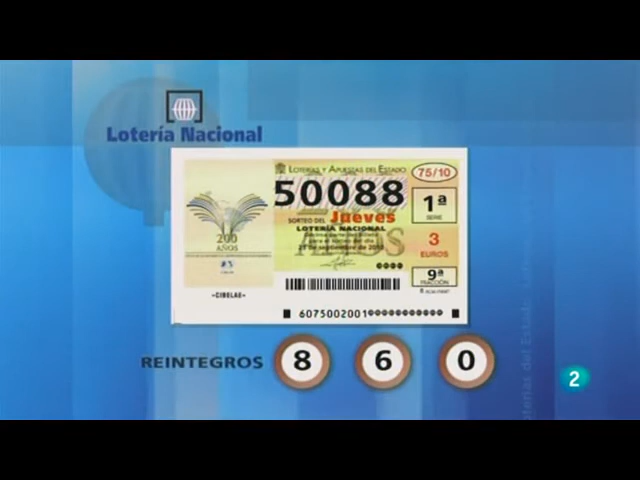 Lotería Nacional
LOTERÍAS Y APUESTAS DEL ESTADO
75/10
50088
1ª
SERIE
SORTEO DEL Jueves
LOTERÍA NACIONAL
200
AÑOS
AÑOS
3
EUROS
9ª
FRACCIÓN
«CIBELAE»
6075002001
REINTEGROS 8 6 0
2